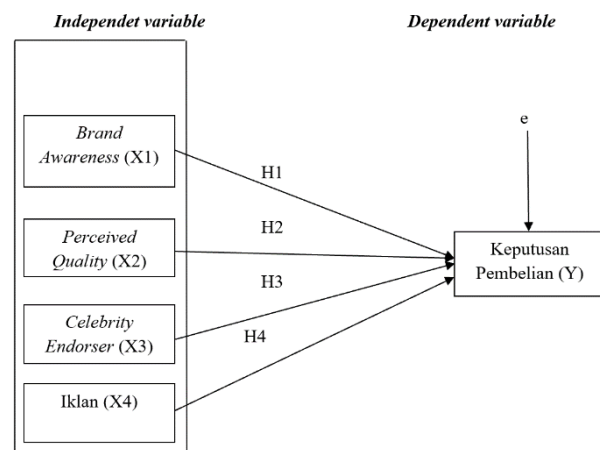 Independet variable
Dependent variable
Brand
Awareness (X1)
Perceived
Quality (X2)
Celebrity
Endorser (X3)
Iklan (X4)
H1
H2
H3
H4
e
Keputusan
Pembelian (Y)